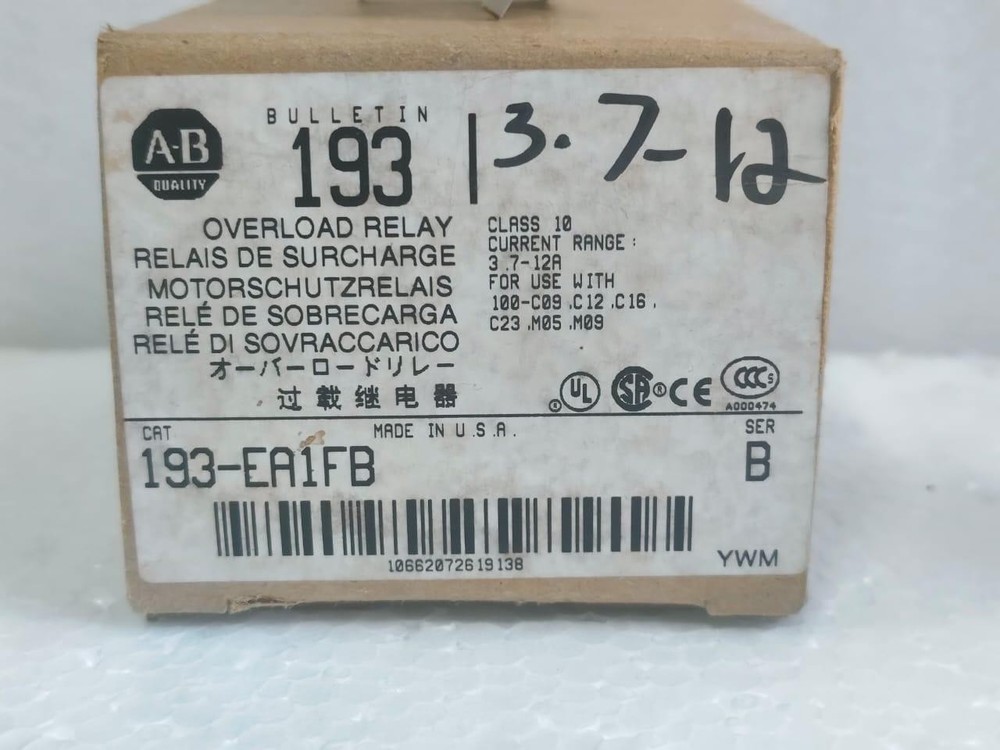 A-B
QUALITY
BULLETIN
193
3.7-12
OVERLOAD RELAY
RELAIS DE SURCHARGE
MOTORSCHUTZRELAIS
RELÉ DE SOBRECARGA
RELÉ DI SOVRACCARICO
オーバーロードリレー
过载继电器
CLASS 10
CURRENT RANGE:
3.7-12A
FOR USE WITH
100-C09,C12,C16,
C23,M05,M09
UL
SA®
CE
CCC S
A000474
CAT
MADE IN U.S.A.
SER
193-EA1FB
B
10662072619138
YWM